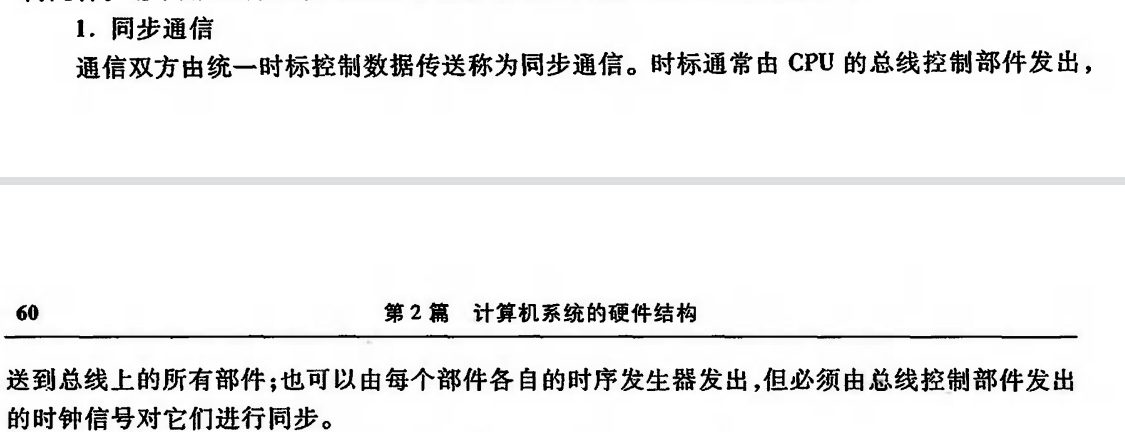 1. 同步通信
通信双方由统一时标控制数据传送称为同步通信。时标通常由 CPU 的总线控制部件发出，
60 第 2 篇 计算机系统的硬件结构
送到总线上的所有部件;也可以由每个部件各自的时序发生器发出,但必须由总线控制部件发出
的时钟信号对它们进行同步。